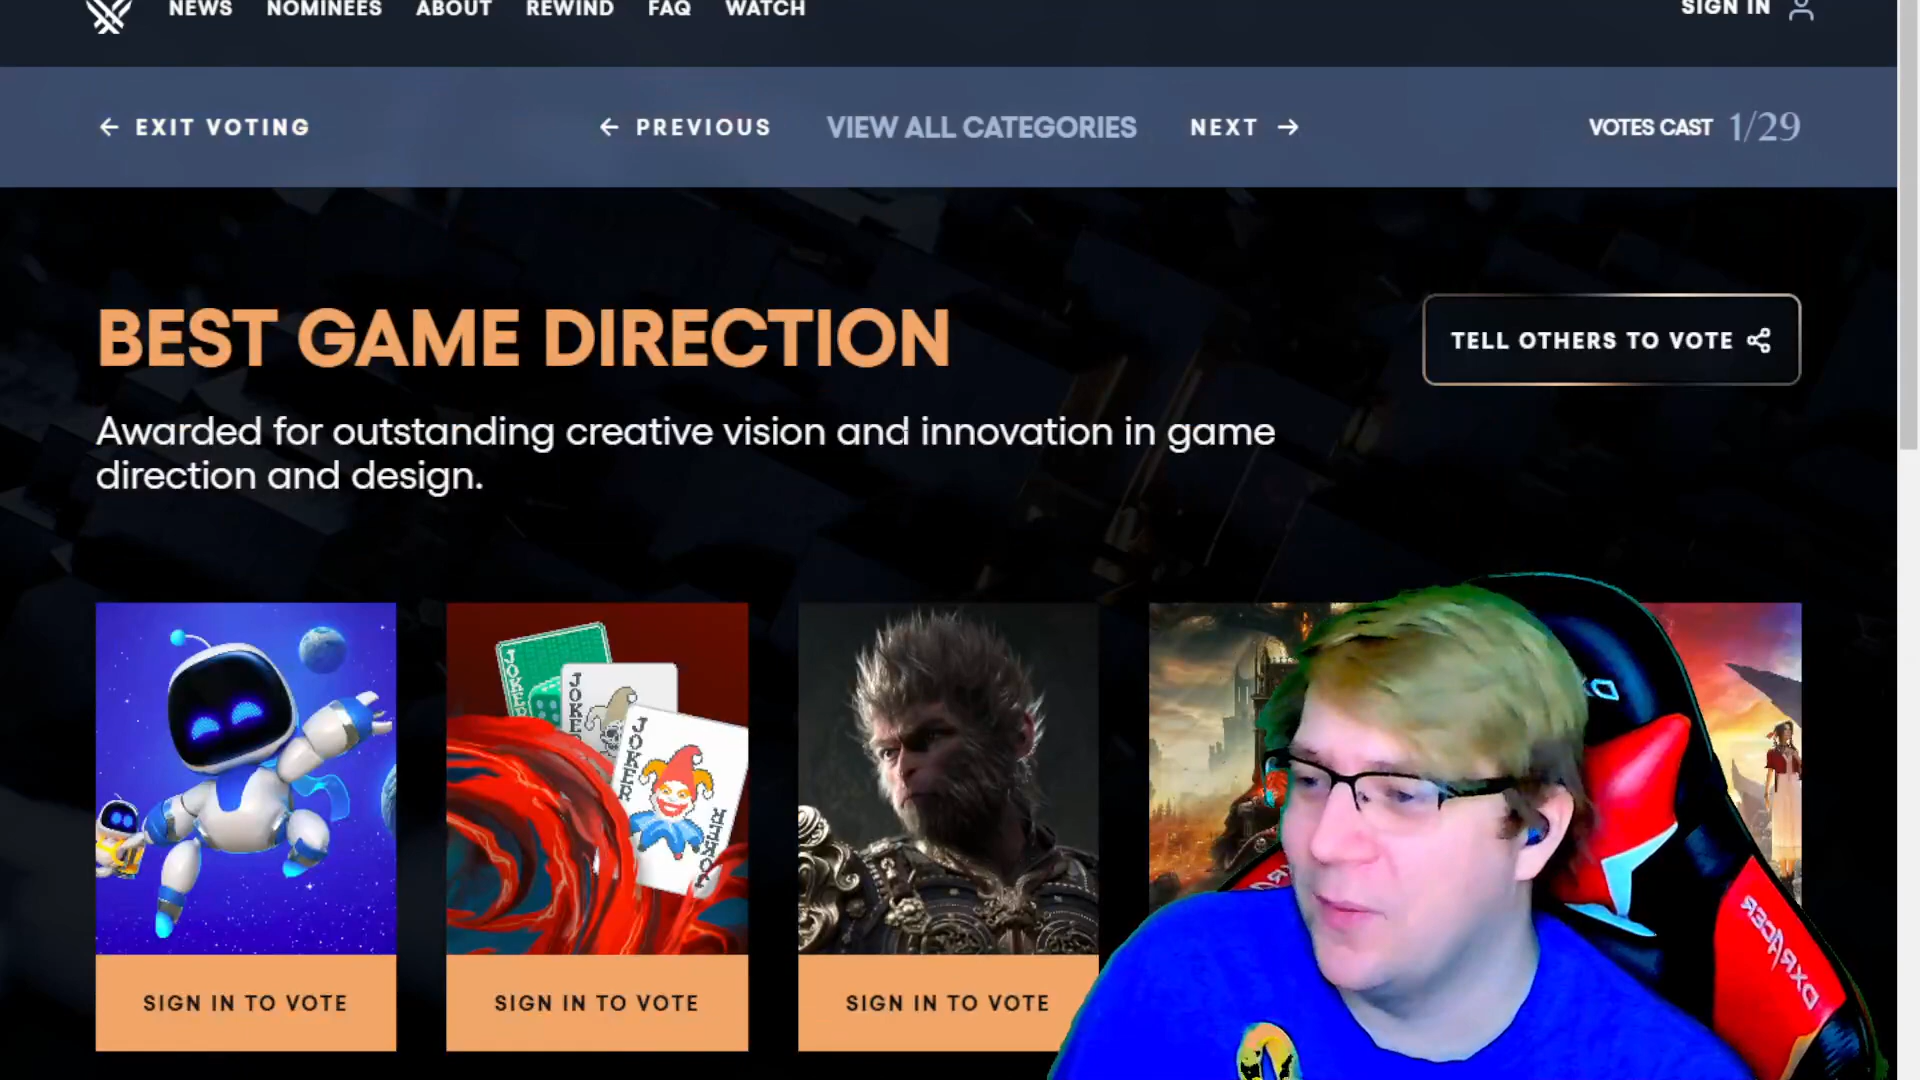 NEWS NOMINEES ABOUT REWIND FAQ WATCH SIGN IN
EXIT VOTING PREVIOUS VIEW ALL CATEGORIES NEXT VOTES CAST 1/29
BEST GAME DIRECTION
TELL OTHERS TO VOTE
Awarded for outstanding creative vision and innovation in game
direction and design.
JOKER
JOKER
JOKER
JOKER
DXRACER
SIGN IN TO VOTE SIGN IN TO VOTE SIGN IN TO VOTE